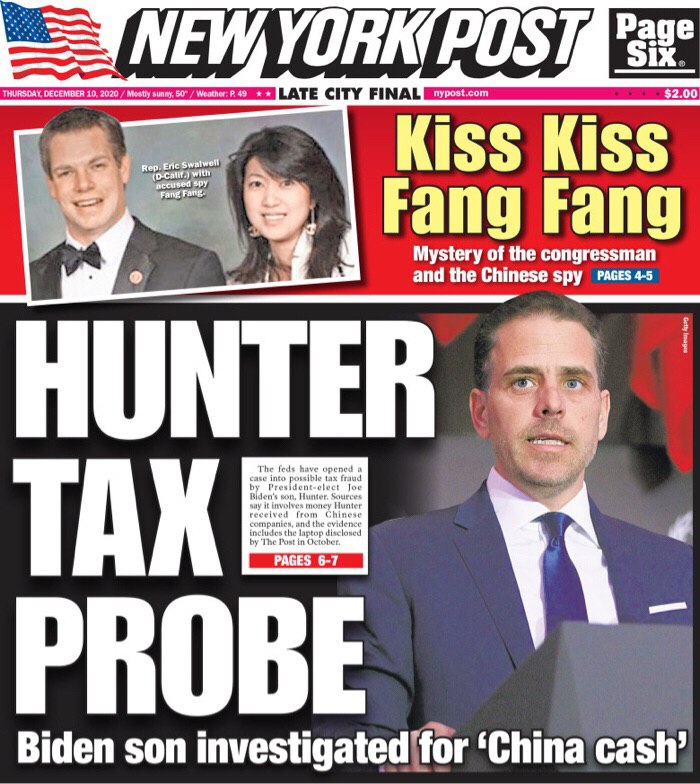 NEW YORK POST
Page
Six®
THURSDAY, DECEMBER 10, 2020 / Mostly sunny, 50° / Weather: P. 49 ★★
LATE CITY FINAL
nypost.com
$2.00
Rep. Eric Swalwell
(D-Calif.) with
accused spy
Fang Fang.
Kiss Kiss
Fang Fang
Mystery of the congressman
and the Chinese spy PAGES 4-5
Getty Images
HUNTER
TAX
PROBE
The feds have opened a
case into possible tax fraud
by President-elect Joe
Biden's son, Hunter. Sources
say it involves money Hunter
received from Chinese
companies, and the evidence
includes the laptop disclosed
by The Post in October.
PAGES 6-7
Biden son investigated for ‘China cash’